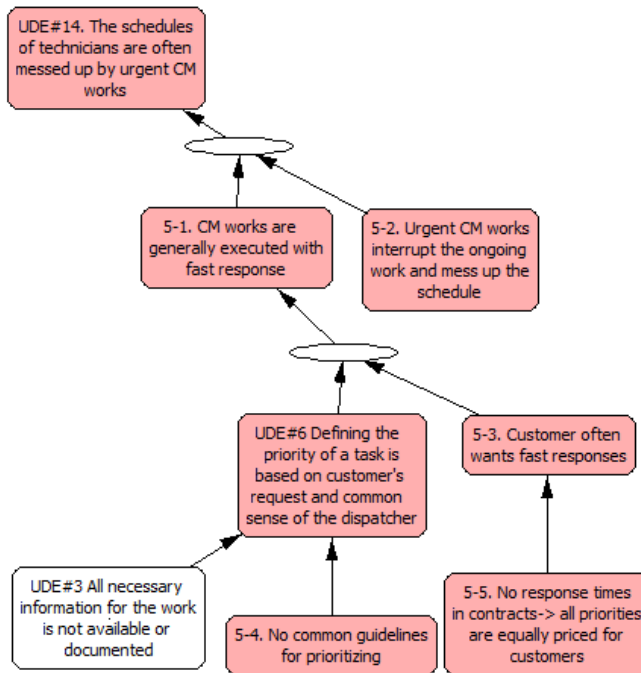 UDE#14. The schedules
of technicians are often
messed up by urgent CM
works
5-1. CM works are
generally executed with
fast response
5-2. Urgent CM works
interrupt the ongoing
work and mess up the
schedule
UDE#6 Defining the
priority of a task is
based on customer's
request and common
sense of the dispatcher
5-3. Customer often
wants fast responses
UDE#3 All necessary
information for the work
is not available or
documented
5-4. No common guidelines
for prioritizing
5-5. No response times
in contracts-> all priorities
are equally priced for
customers